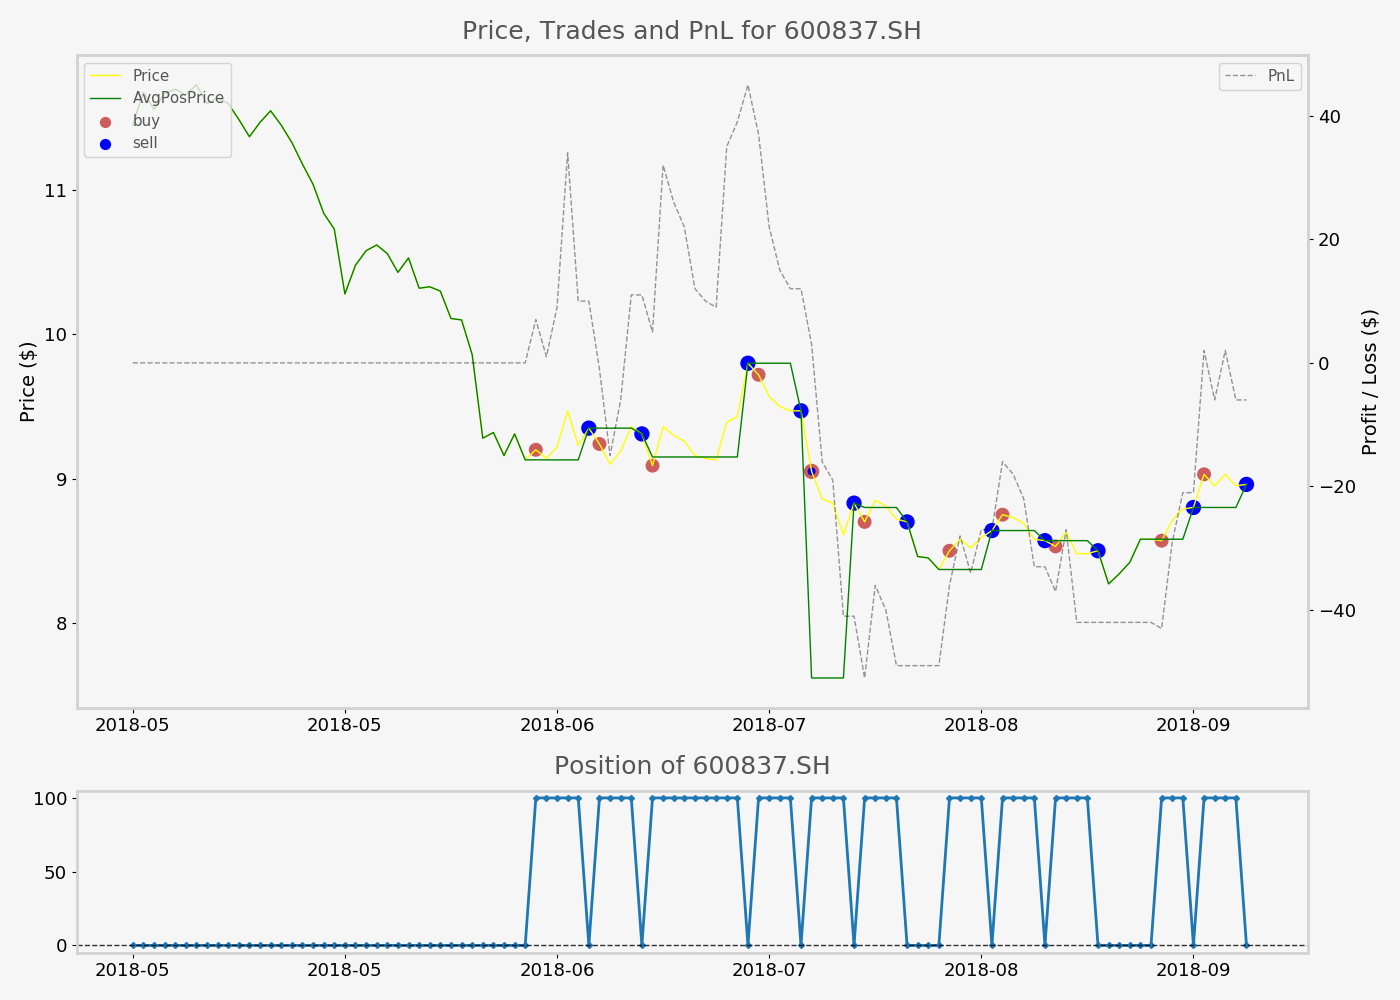 Price, Trades and PnL for 600837.SH
Price
AvgPosPrice
buy
sell
PnL
Price ($)
11
10
9
8
Profit / Loss ($)
40
20
0
−20
−40
2018-05 2018-05 2018-06 2018-07 2018-08 2018-09
Position of 600837.SH
100
50
0
2018-05 2018-05 2018-06 2018-07 2018-08 2018-09